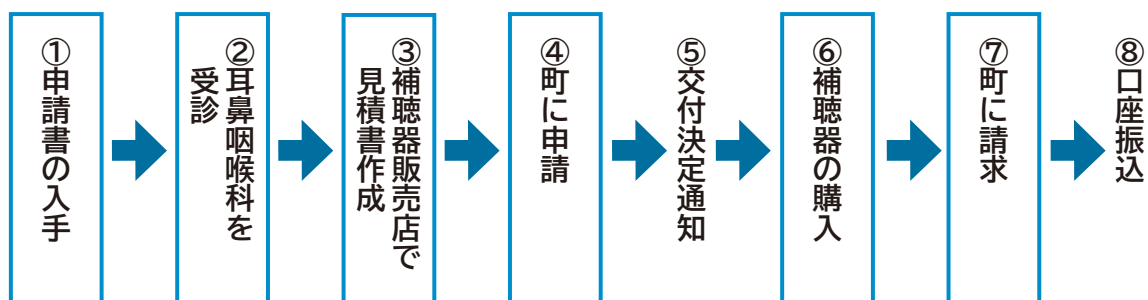 ①申請書の入手
②耳鼻咽喉科を
受診
③補聴器販売店で
見積書作成
④町に申請
⑤交付決定通知
⑥補聴器の購入
⑦町に請求
⑧口座振込